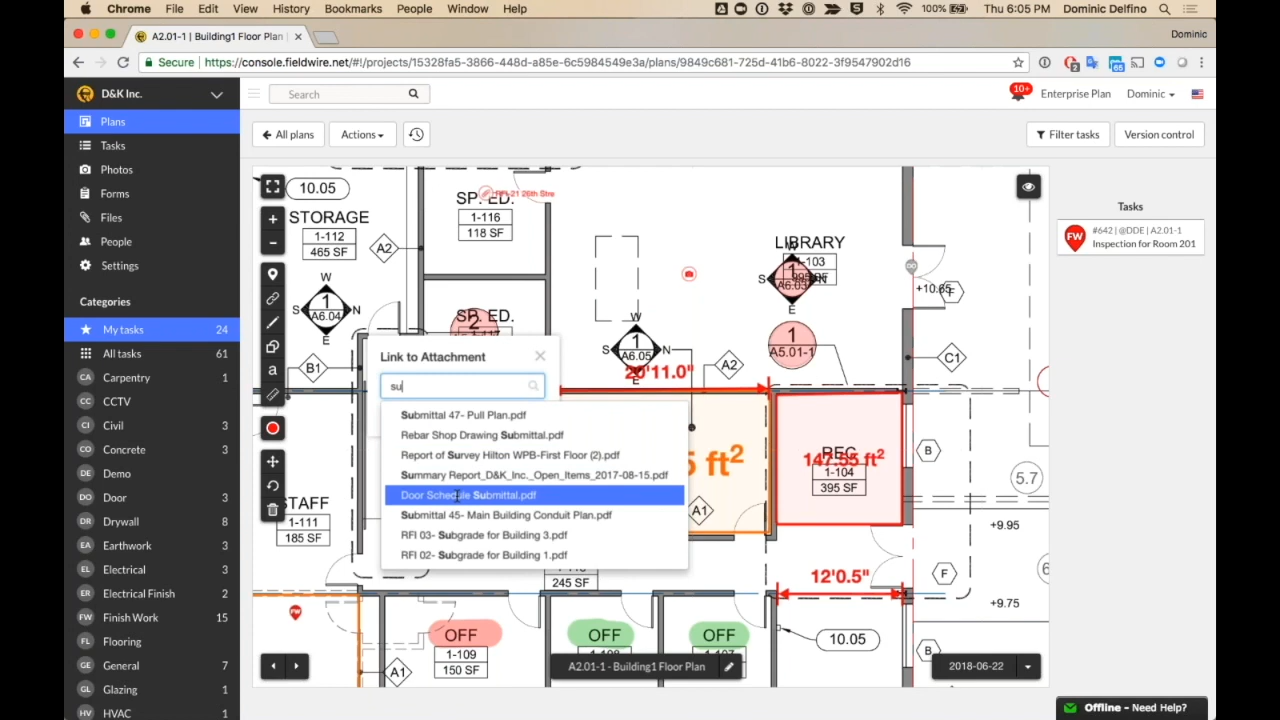 Chrome File Edit View History Bookmarks People Window Help
100% Thu 6:05 PM Dominic Delfino
A2.01-1 | Building1 Floor Plan
Dominic
Secure https://console.fieldwire.net/#!/projects/15328fa5-3866-448d-a85e-6c5984549e3a/plans/9849c681-725d-41b6-8022-3f9547902d16
D&K Inc.
Search
10+
Enterprise Plan
Dominic
Plans
Tasks
Photos
Forms
Files
People
Settings
Categories
My tasks 24
All tasks 61
CA Carpentry 1
CC CCTV
CI Civil 3
CO Concrete 3
DE Demo
DO Door 3
DR Drywall 8
EA Earthwork 3
EL Electrical 3
ER Electrical Finish 2
FW Finish Work 15
FL Flooring
GE General 7
GL Glazing 1
HV HVAC 1
All plans
Actions
Filter tasks
Version control
10.05
STORAGE
1-112
465 SF
A2
SP. ED.
1-116
118 SF
RFI-21 26th Stre
LIBRARY
1-103
W
S
N
E
1
A6.03
DO
+10.65
F
W
S
N
1
A6.04
E
SP. ED.
2
W
S
N
1
A6.05
E
1
A5.01-1
A2
C1
B1
20'11.0"
Link to Attachment
su
Submittal 47- Pull Plan.pdf
Rebar Shop Drawing Submittal.pdf
Report of Survey Hilton WPB-First Floor (2).pdf
Summary Report_D&K_Inc._Open_Items_2017-08-15.pdf
Door Schedule Submittal.pdf
Submittal 45- Main Building Conduit Plan.pdf
RFI 03- Subgrade for Building 3.pdf
RFI 02- Subgrade for Building 1.pdf
5 ft²
A1
REC
147.55 ft²
1-104
395 SF
B
5.7
+9.95
STAFF
1-111
185 SF
245 SF
12'0.5"
F
+9.75
FW
OFF
1-109
150 SF
OFF
OFF
A1
10.05
B
A2.01-1 - Building1 Floor Plan
2018-06-22
Tasks
FW
#642 | @DDE | A2.01-1
Inspection for Room 201
Offline - Need Help?